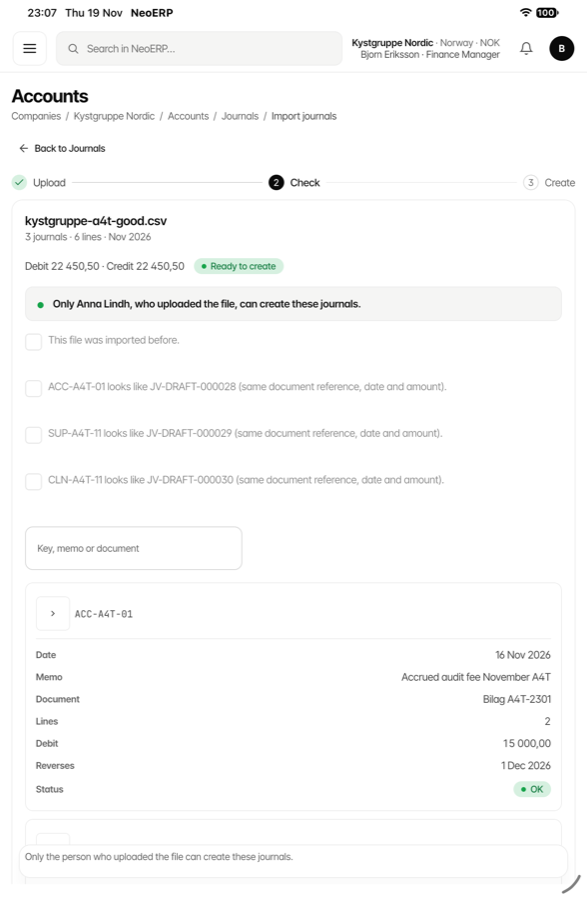 23:07 Thu 19 Nov NeoERP
100
Search in NeoERP...
Kystgruppe Nordic · Norway · NOK
Bjorn Eriksson · Finance Manager
B
Accounts
Companies / Kystgruppe Nordic / Accounts / Journals / Import journals
← Back to Journals
Upload
2 Check
3 Create
kystgruppe-a4t-good.csv
3 journals · 6 lines · Nov 2026
Debit 22 450,50 · Credit 22 450,50
Ready to create
Only Anna Lindh, who uploaded the file, can create these journals.
This file was imported before.
ACC-A4T-01 looks like JV-DRAFT-000028 (same document reference, date and amount).
SUP-A4T-11 looks like JV-DRAFT-000029 (same document reference, date and amount).
CLN-A4T-11 looks like JV-DRAFT-000030 (same document reference, date and amount).
Key, memo or document
ACC-A4T-01
Date 16 Nov 2026
Memo Accrued audit fee November A4T
Document Bilag A4T-2301
Lines 2
Debit 15 000,00
Reverses 1 Dec 2026
Status OK
Only the person who uploaded the file can create these journals.